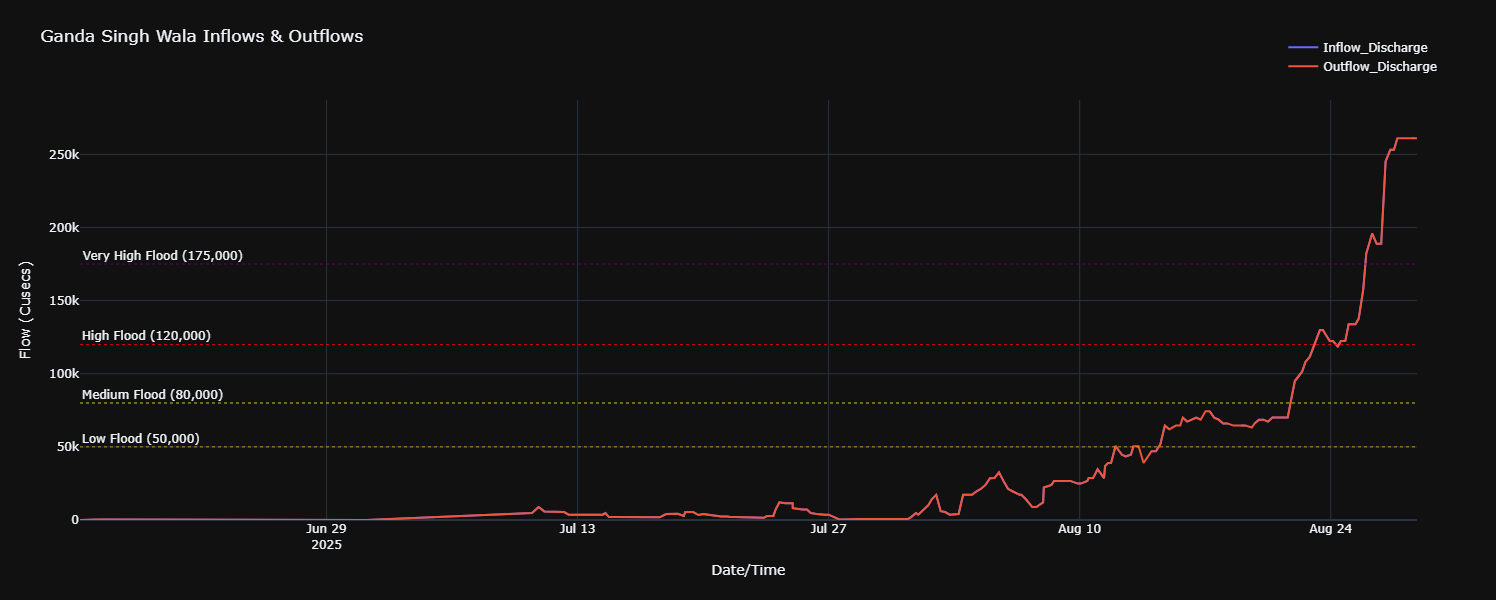 Ganda Singh Wala Inflows & Outflows
Inflow_Discharge
Outflow_Discharge
250k
200k
Very High Flood (175,000)
150k
High Flood (120,000)
100k
Medium Flood (80,000)
Low Flood (50,000)
50k
0
Flow (Cusecs)
Jun 29
2025
Jul 13
Jul 27
Aug 10
Aug 24
Date/Time